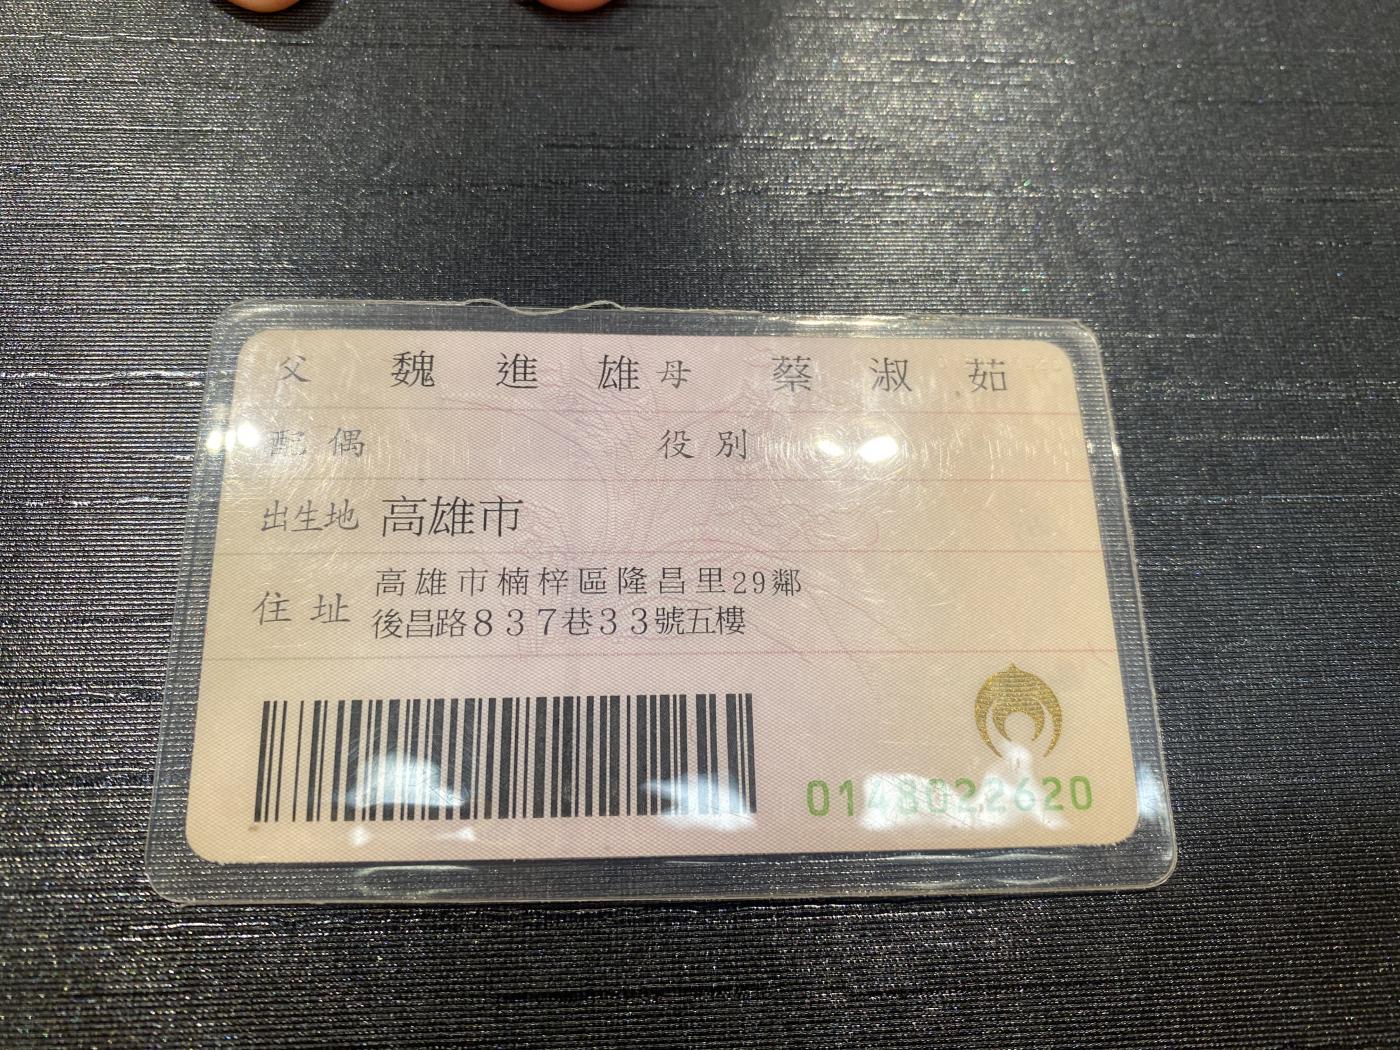 父 魏進雄 母 蔡淑茹
配偶 役別
出生地 高雄市
住址 高雄市楠梓區隆昌里29鄰
後昌路837巷33號五樓
0148022620